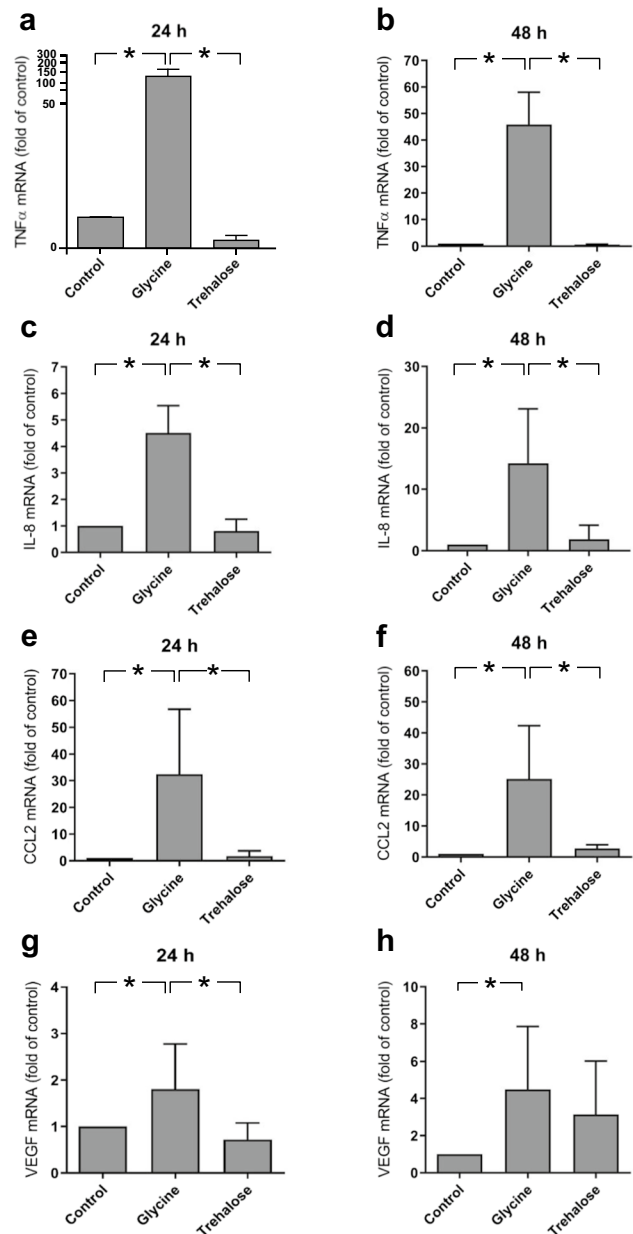 a
24 h
TNFα mRNA (fold of control)
300
200
150
100
50
0
* *
Control
Glycine
Trehalose
b
48 h
TNFα mRNA (fold of control)
70
60
50
40
30
20
10
0
* *
Control
Glycine
Trehalose
c
24 h
IL-8 mRNA (fold of control)
7
6
5
4
3
2
1
0
* *
Control
Glycine
Trehalose
d
48 h
IL-8 mRNA (fold of control)
30
20
10
0
* *
Control
Glycine
Trehalose
e
24 h
CCL2 mRNA (fold of control)
70
60
50
40
30
20
10
0
* *
Control
Glycine
Trehalose
f
48 h
CCL2 mRNA (fold of control)
60
50
40
30
20
10
0
* *
Control
Glycine
Trehalose
g
24 h
VEGF mRNA (fold of control)
4
3
2
1
0
* *
Control
Glycine
Trehalose
h
48 h
VEGF mRNA (fold of control)
10
8
6
4
2
0
*
Control
Glycine
Trehalose